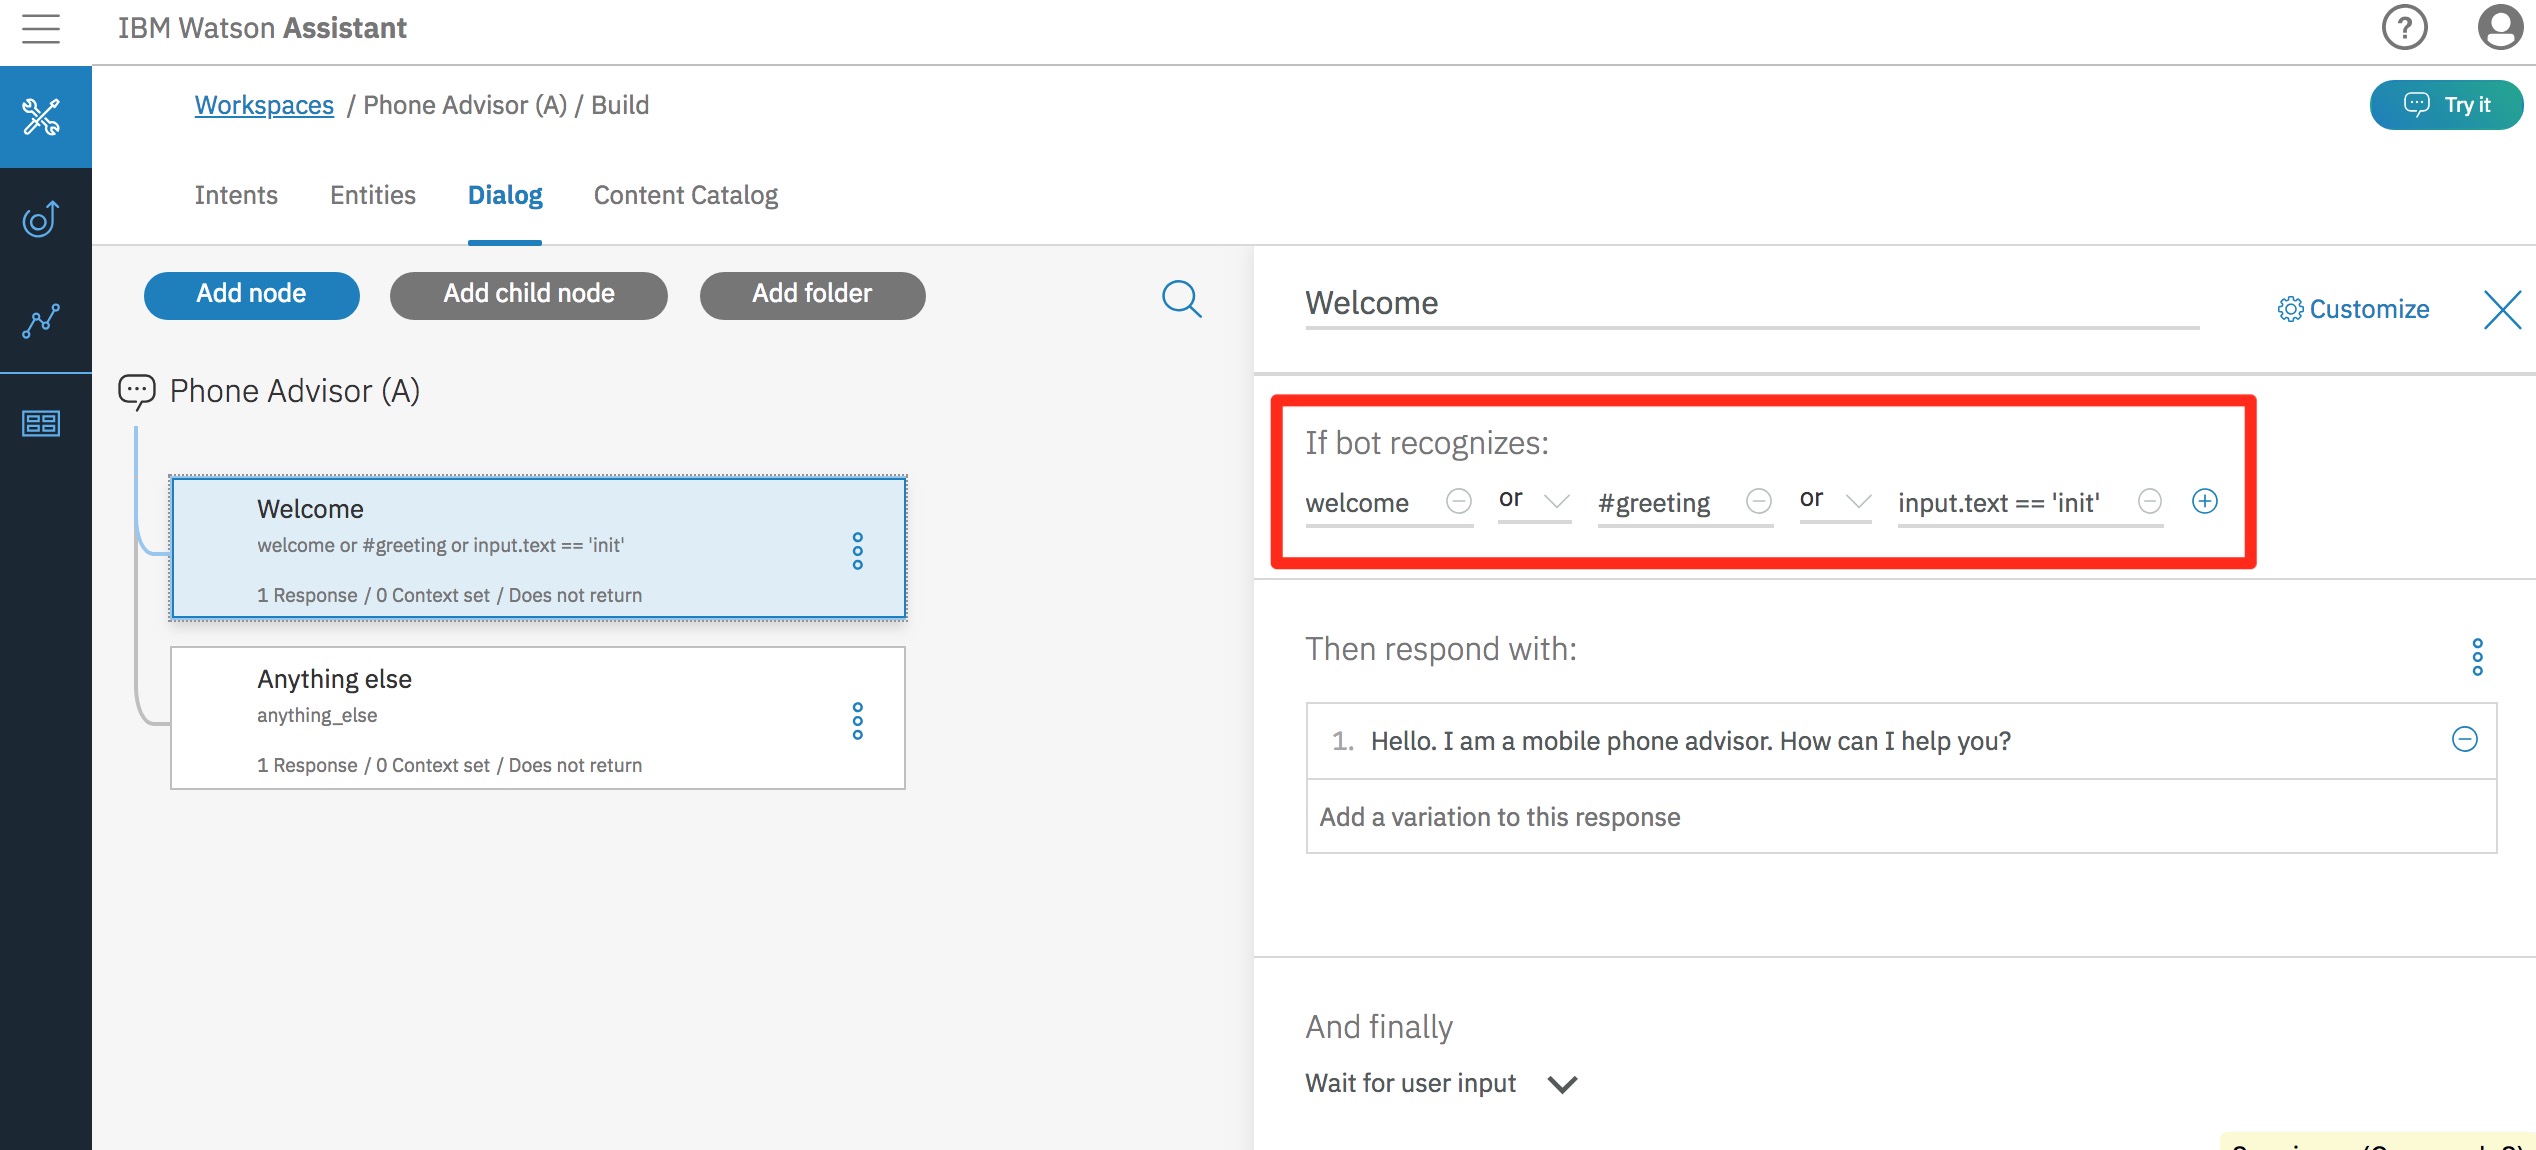 IBM Watson Assistant
?
Workspaces / Phone Advisor (A) / Build
Try it
Intents Entities Dialog Content Catalog
Add node Add child node Add folder
Welcome
Customize
Phone Advisor (A)
Welcome
welcome or #greeting or input.text == 'init'
1 Response / 0 Context set / Does not return
Anything else
anything_else
1 Response / 0 Context set / Does not return
If bot recognizes:
welcome or #greeting or input.text == 'init'
Then respond with:
1. Hello. I am a mobile phone advisor. How can I help you?
Add a variation to this response
And finally
Wait for user input